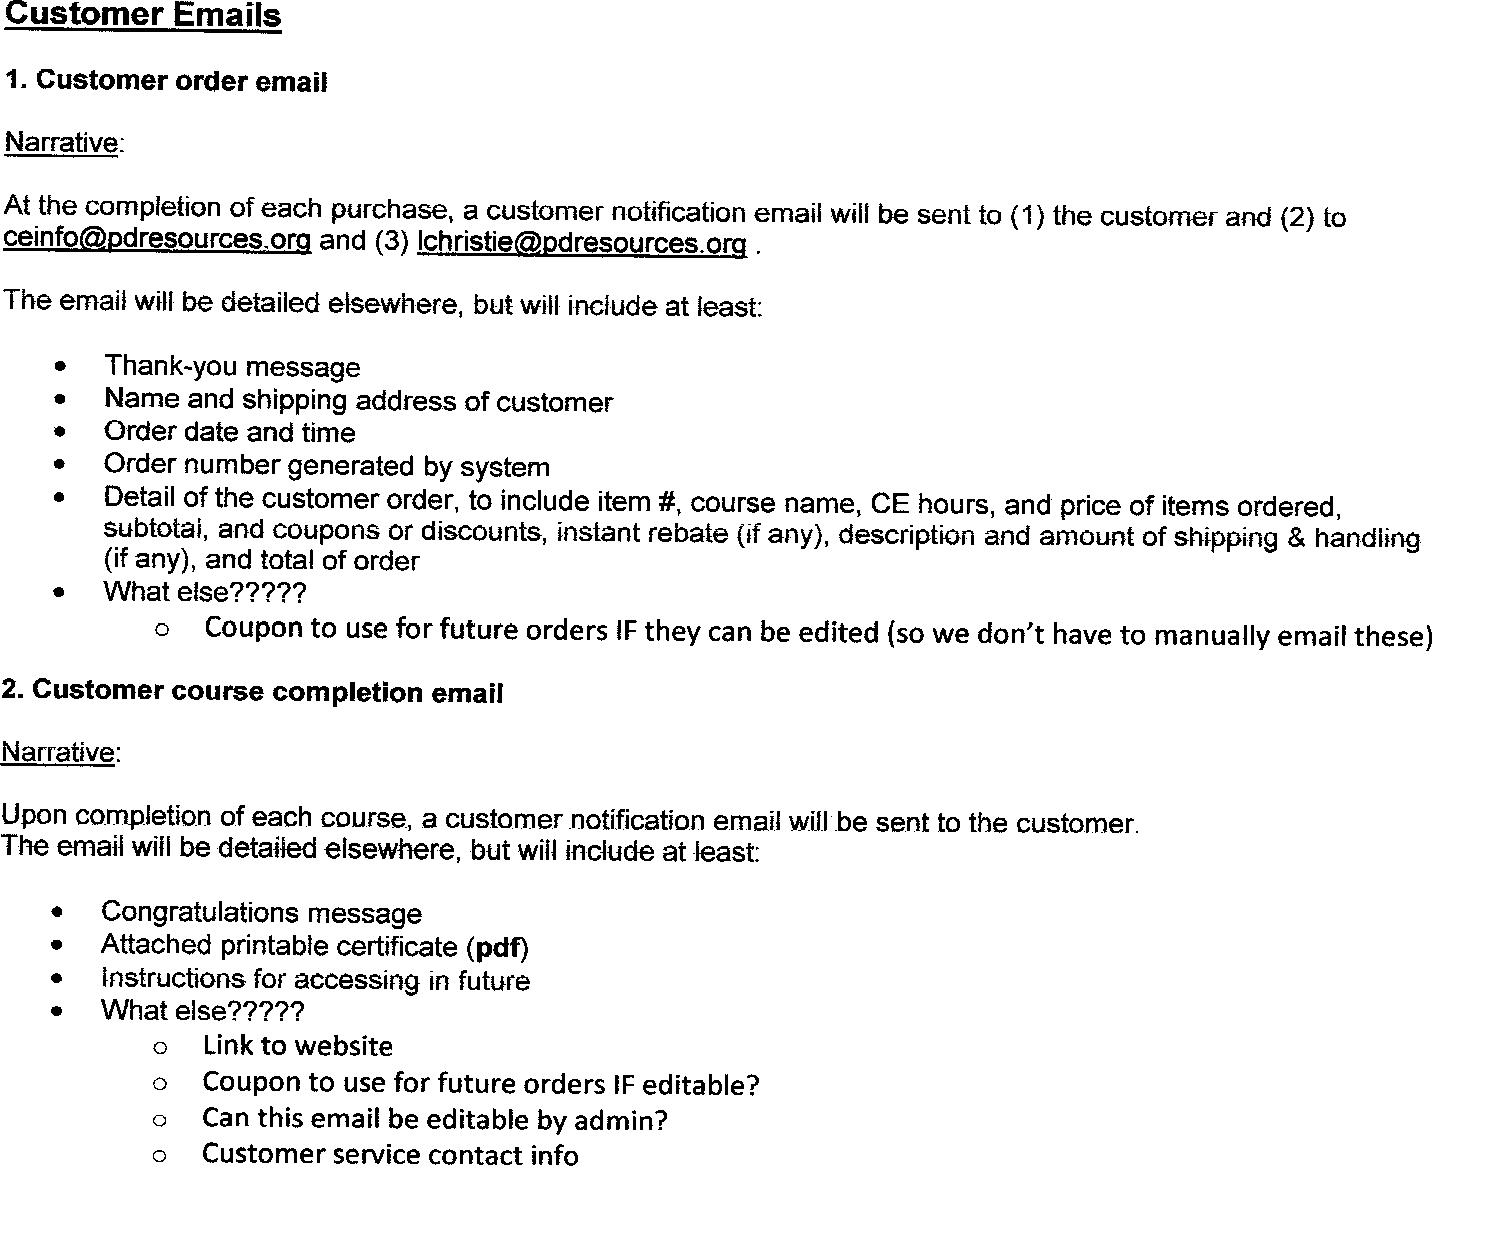 Customer Emails
1. Customer order email
Narrative:
At the completion of each purchase, a customer notification email will be sent to (1) the customer and (2) to
ceinfo@pdresources.org and (3) lchristie@pdresources.org .
The email will be detailed elsewhere, but will include at least:
• Thank-you message
• Name and shipping address of customer
• Order date and time
• Order number generated by system
• Detail of the customer order, to include item #, course name, CE hours, and price of items ordered,
subtotal, and coupons or discounts, instant rebate (if any), description and amount of shipping & handling
(if any), and total of order
• What else?????
o Coupon to use for future orders IF they can be edited (so we don't have to manually email these)
2. Customer course completion email
Narrative:
Upon completion of each course, a customer notification email will be sent to the customer.
The email will be detailed elsewhere, but will include at least:
• Congratulations message
• Attached printable certificate (pdf)
• Instructions for accessing in future
• What else?????
o Link to website
o Coupon to use for future orders IF editable?
o Can this email be editable by admin?
o Customer service contact info